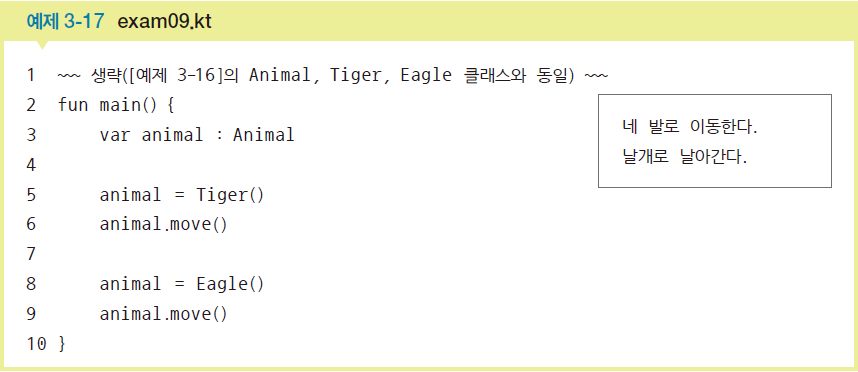 예제 3-17 exam09.kt
1 ~~~ 생략([예제 3-16]의 Animal, Tiger, Eagle 클래스와 동일) ~~~
2 fun main() {
3     var animal : Animal
4
5     animal = Tiger()
6     animal.move()
7
8     animal = Eagle()
9     animal.move()
10 }
네 발로 이동한다.
날개로 날아간다.